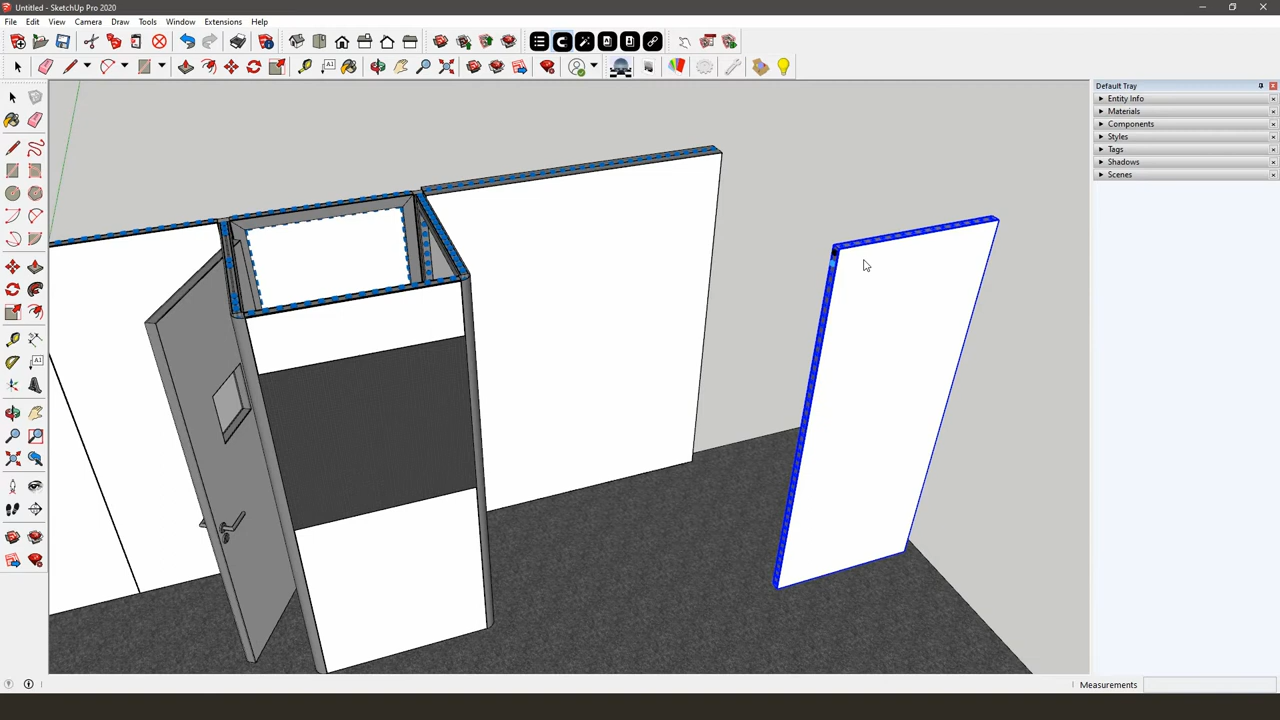 Untitled - SketchUp Pro 2020
File Edit View Camera Draw Tools Window Extensions Help
Default Tray
Entity Info
Materials
Components
Styles
Tags
Shadows
Scenes
Measurements